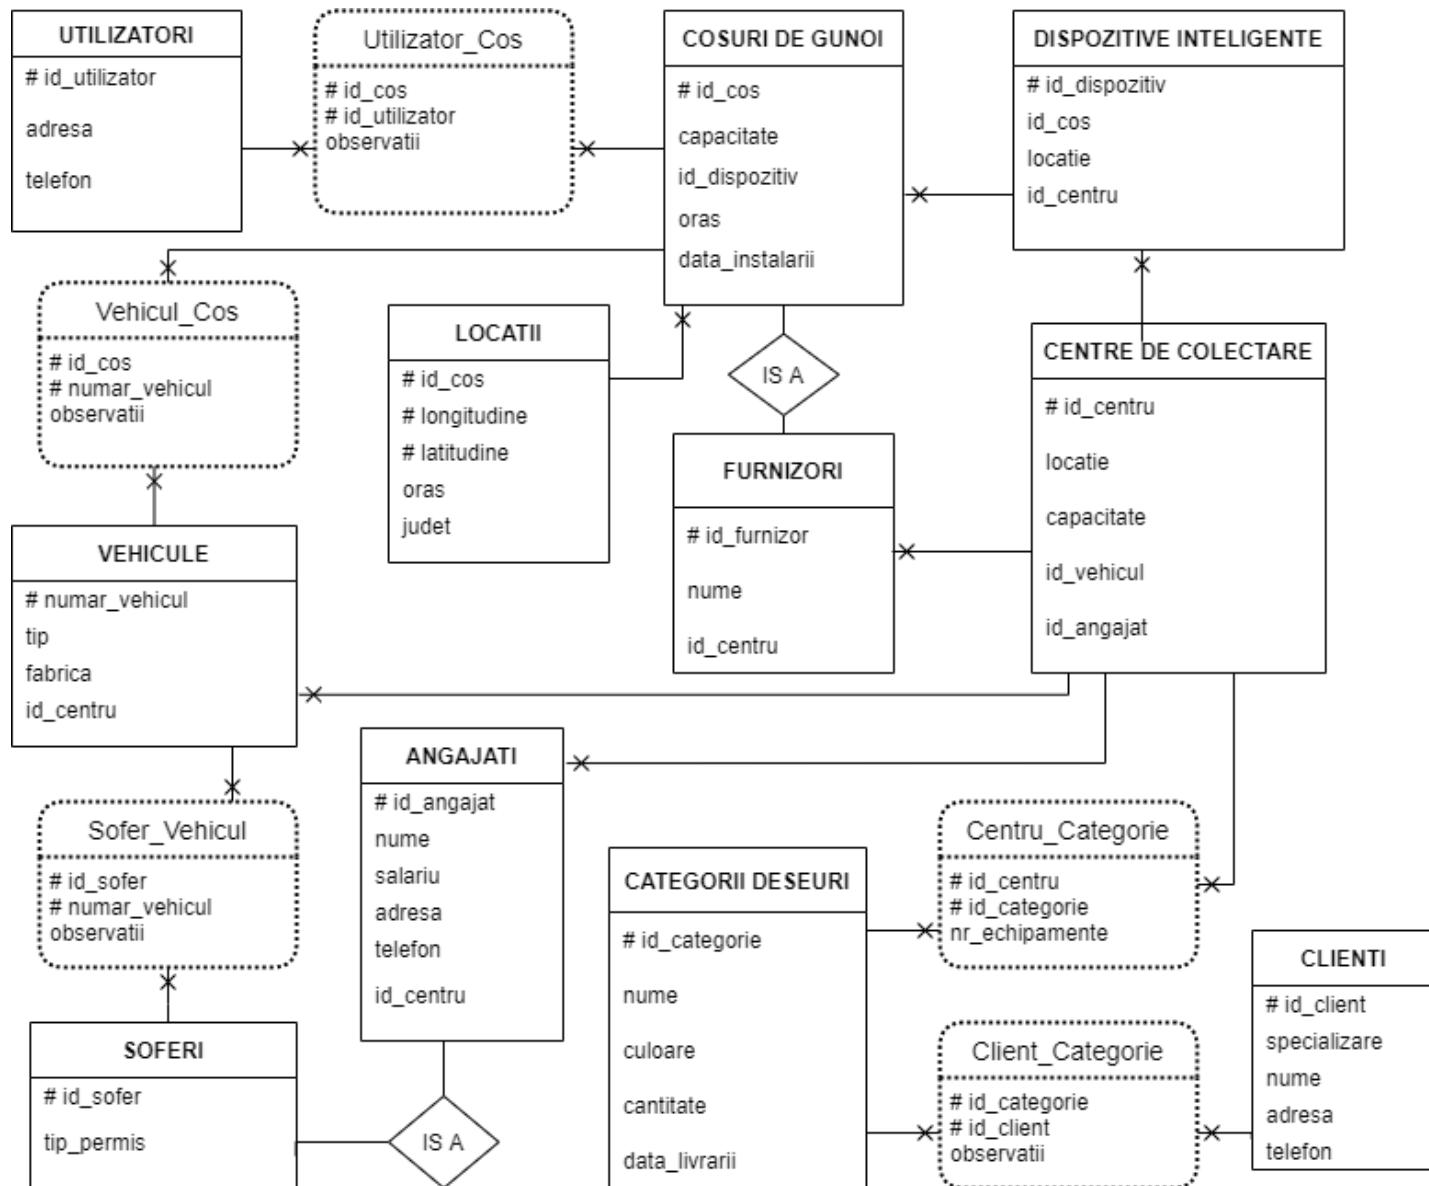 UTILIZATORI
# id_utilizator
adresa
telefon
Utilizator_Cos
# id_cos
# id_utilizator
observatii
COSURI DE GUNOI
# id_cos
capacitate
id_dispozitiv
oras
data_instalarii
DISPOZITIVE INTELIGENTE
# id_dispozitiv
id_cos
locatie
id_centru
Vehicul_Cos
# id_cos
# numar_vehicul
observatii
LOCATII
# id_cos
# longitudine
# latitudine
oras
judet
IS A
FURNIZORI
# id_furnizor
nume
id_centru
CENTRE DE COLECTARE
# id_centru
locatie
capacitate
id_vehicul
id_angajat
VEHICULE
# numar_vehicul
tip
fabrica
id_centru
ANGAJATI
# id_angajat
nume
salariu
adresa
telefon
id_centru
Sofer_Vehicul
# id_sofer
# numar_vehicul
observatii
SOFERI
# id_sofer
tip_permis
IS A
CATEGORII DESEURI
# id_categorie
nume
culoare
cantitate
data_livrarii
Centru_Categorie
# id_centru
# id_categorie
nr_echipamente
Client_Categorie
# id_categorie
# id_client
observatii
CLIENTI
# id_client
specializare
nume
adresa
telefon